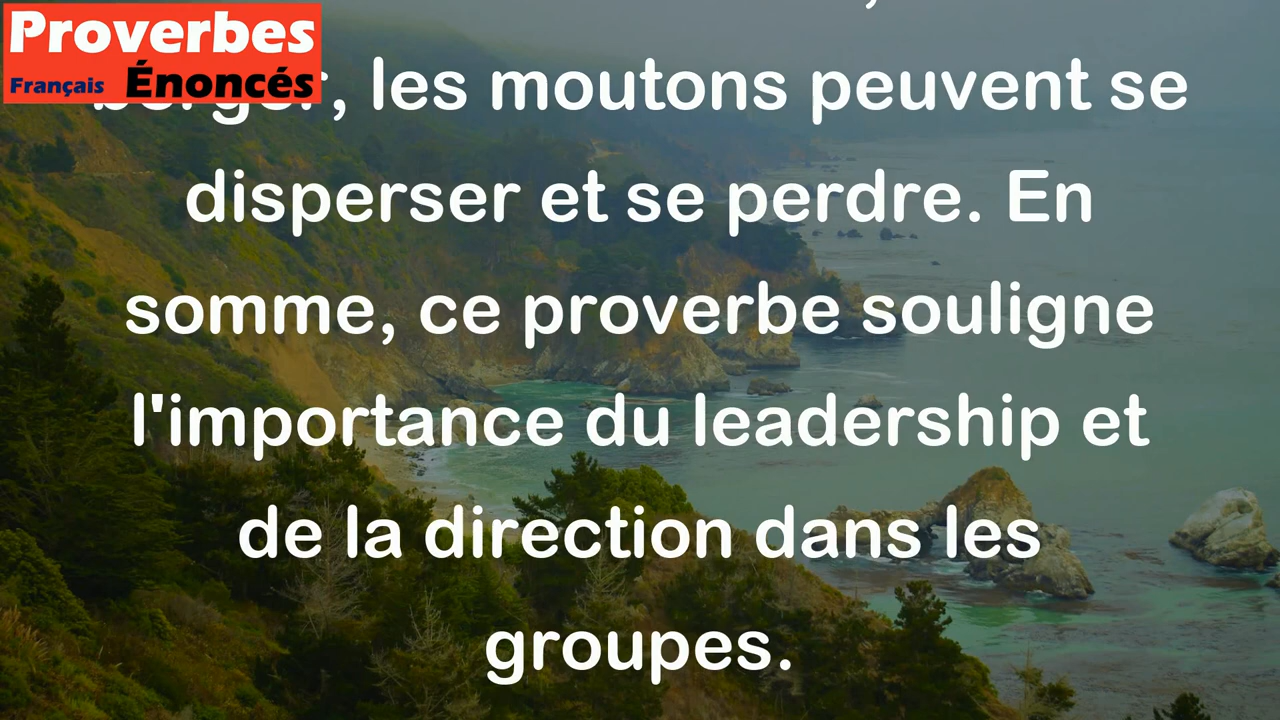 Proverbes
Français Énoncés
les moutons peuvent se
disperser et se perdre. En
somme, ce proverbe souligne
l'importance du leadership et
de la direction dans les
groupes.